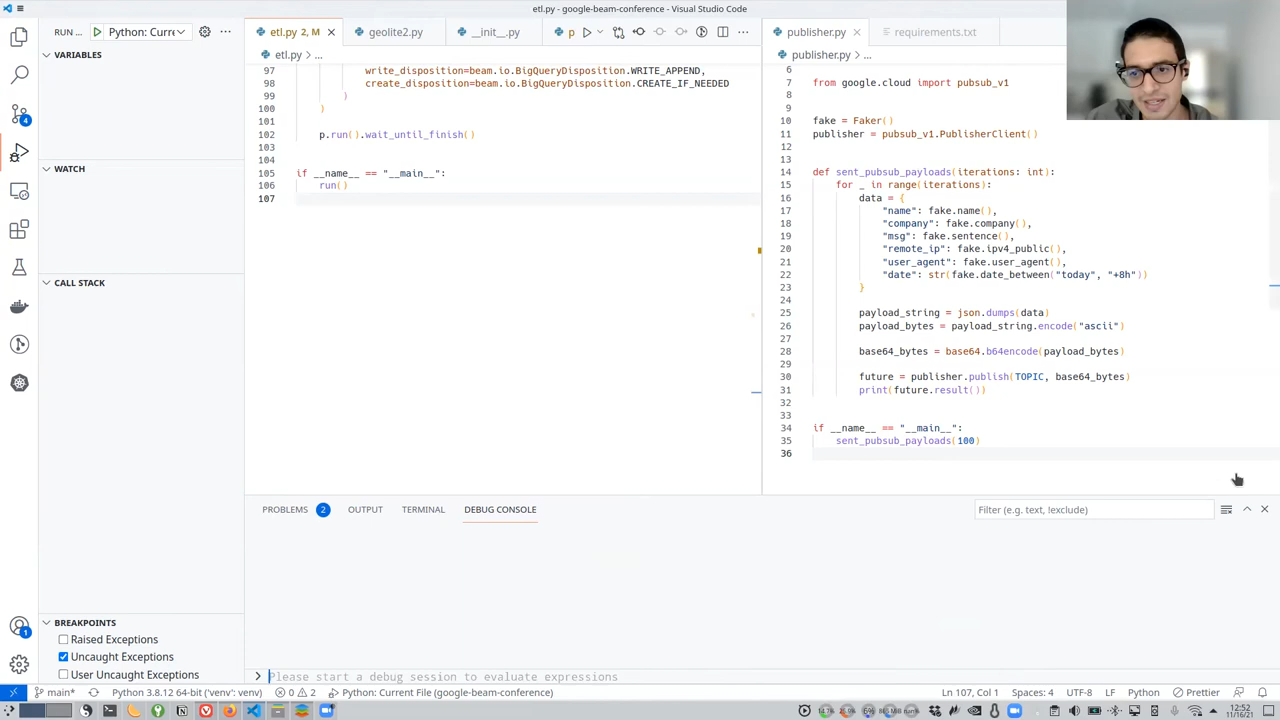 etl.py - google-beam-conference - Visual Studio Code
RUN ... Python: Curre
etl.py 2, M
geolite2.py
__init__.py
p
publisher.py
requirements.txt
VARIABLES
WATCH
CALL STACK
BREAKPOINTS
Raised Exceptions
Uncaught Exceptions
User Uncaught Exceptions
4
1
etl.py > ...
97 write_disposition=beam.io.BigQueryDisposition.WRITE_APPEND,
98 create_disposition=beam.io.BigQueryDisposition.CREATE_IF_NEEDED
99 )
100 )
101
102 p.run().wait_until_finish()
103
104
105 if __name__ == "__main__":
106 run()
107
publisher.py > ...
6
7 from google.cloud import pubsub_v1
8
9
10 fake = Faker()
11 publisher = pubsub_v1.PublisherClient()
12
13
14 def sent_pubsub_payloads(iterations: int):
15 for _ in range(iterations):
16 data = {
17 "name": fake.name(),
18 "company": fake.company(),
19 "msg": fake.sentence(),
20 "remote_ip": fake.ipv4_public(),
21 "user_agent": fake.user_agent(),
22 "date": str(fake.date_between("today", "+8h"))
23 }
24
25 payload_string = json.dumps(data)
26 payload_bytes = payload_string.encode("ascii")
27
28 base64_bytes = base64.b64encode(payload_bytes)
29
30 future = publisher.publish(TOPIC, base64_bytes)
31 print(future.result())
32
33
34 if __name__ == "__main__":
35 sent_pubsub_payloads(100)
36
PROBLEMS 2 OUTPUT TERMINAL DEBUG CONSOLE
Filter (e.g. text, !exclude)
Please start a debug session to evaluate expressions
main* Python 3.8.12 64-bit ('venv': venv) 0 2 Python: Current File (google-beam-conference)
Ln 107, Col 1 Spaces: 4 UTF-8 LF Python Prettier
12:52